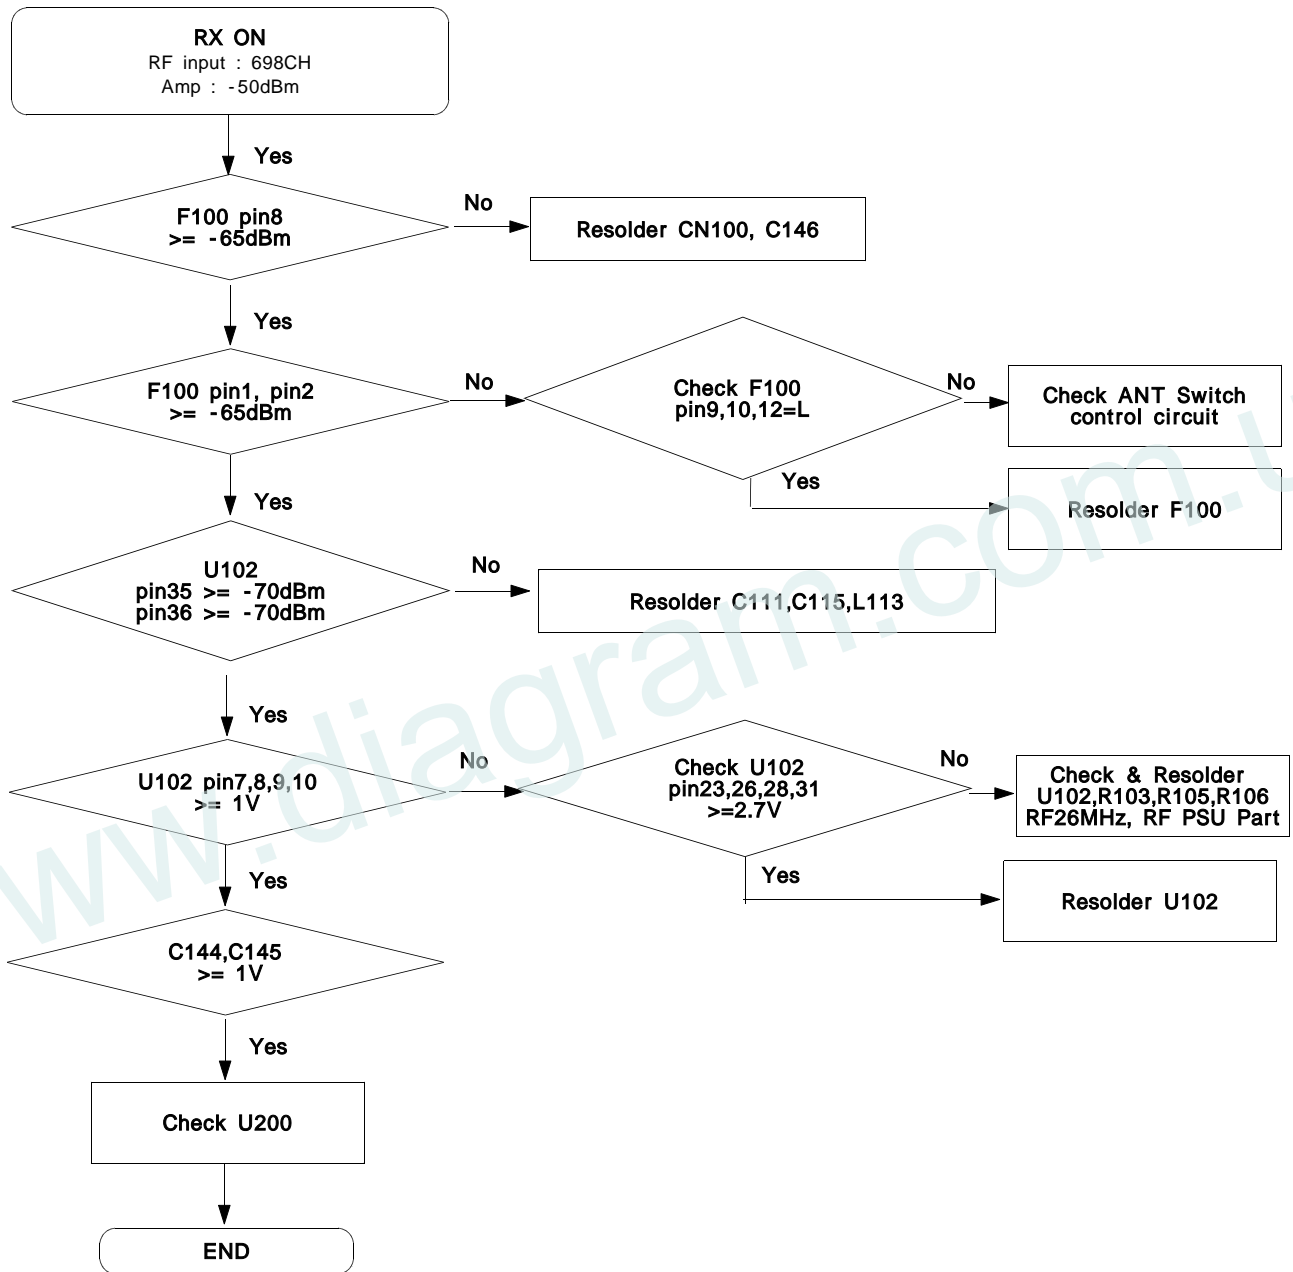 RX ON
RF input : 698CH
Amp : -50dBm
Yes
F100 pin8
>= -65dBm
No
Resolder CN100, C146
Yes
F100 pin1, pin2
>= -65dBm
No
Check F100
pin9,10,12=L
No
Check ANT Switch
control circuit
Yes
Resolder F100
Yes
U102
pin35 >= -70dBm
pin36 >= -70dBm
No
Resolder C111,C115,L113
Yes
U102 pin7,8,9,10
>= 1V
No
Check U102
pin23,26,28,31
>=2.7V
No
Check & Resolder
U102,R103,R105,R106
RF26MHz, RF PSU Part
Yes
Resolder U102
Yes
C144,C145
>= 1V
Yes
Check U200
END
ww.diagram.com.u